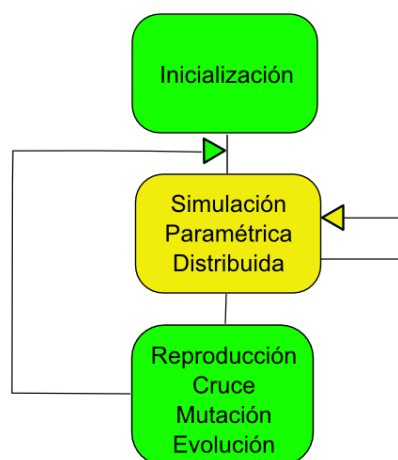 Inicialización
Simulación
Paramétrica
Distribuida
Reproducción
Cruce
Mutación
Evolución